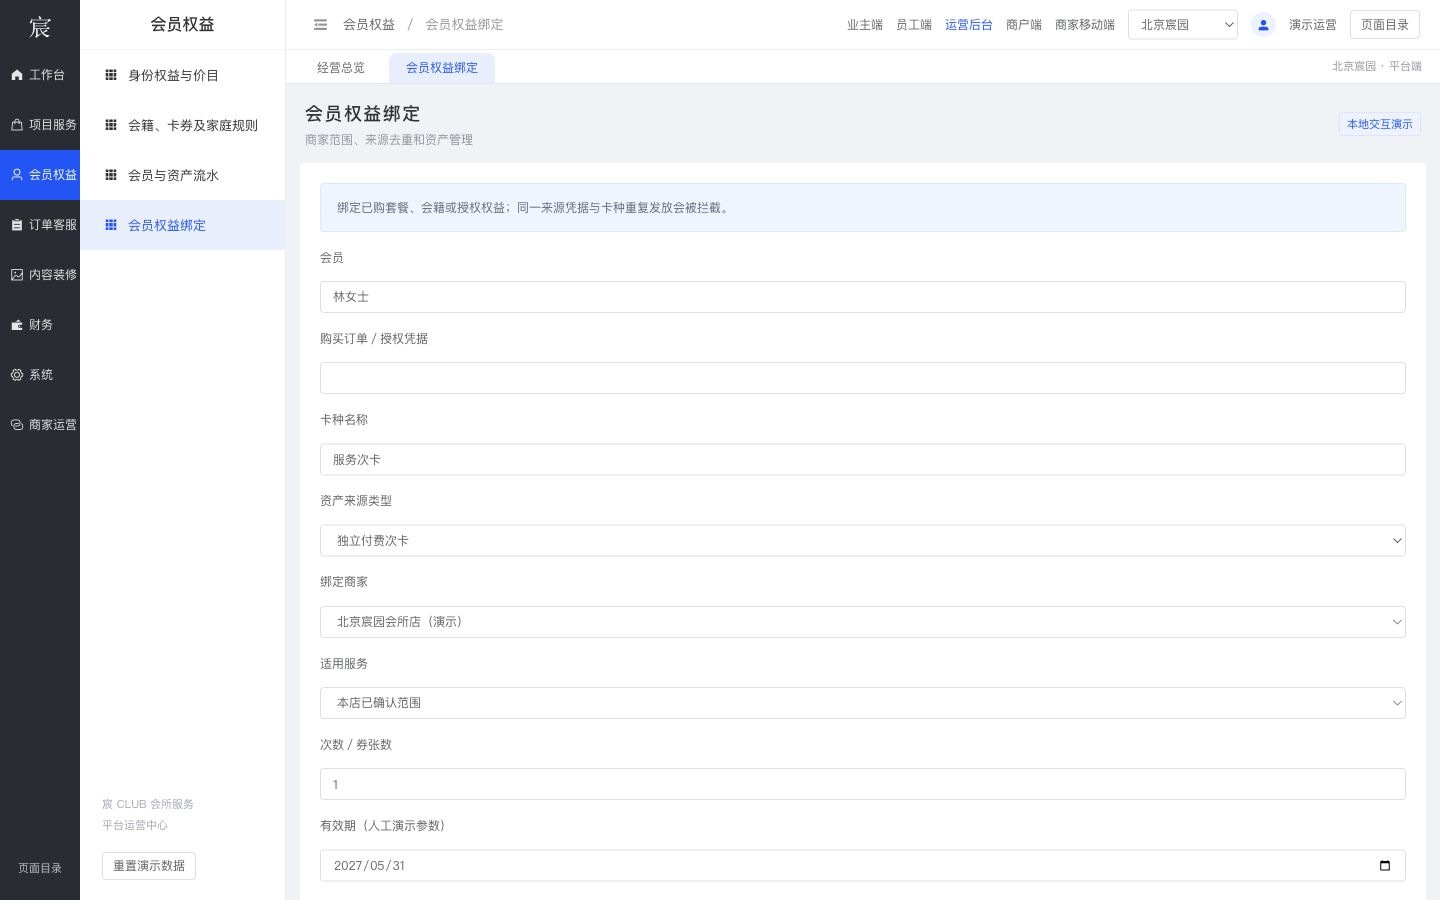 宸
工作台
项目服务
会员权益
订单客服
内容装修
财务
系统
商家运营
页面目录
会员权益
身份权益与价目
会籍、卡券及家庭规则
会员与资产流水
会员权益绑定
宸 CLUB 会所服务
平台运营中心
重置演示数据
会员权益 / 会员权益绑定
业主端 员工端 运营后台 商户端 商家移动端 北京宸园 演示运营 页面目录
经营总览 会员权益绑定 北京宸园 · 平台端
会员权益绑定
商家范围、来源去重和资产管理
本地交互演示
绑定已购套餐、会籍或授权权益；同一来源凭据与卡种重复发放会被拦截。
会员
林女士
购买订单 / 授权凭据
卡种名称
服务次卡
资产来源类型
独立付费次卡
绑定商家
北京宸园会所店（演示）
适用服务
本店已确认范围
次数 / 券张数
1
有效期（人工演示参数）
2027/05/31